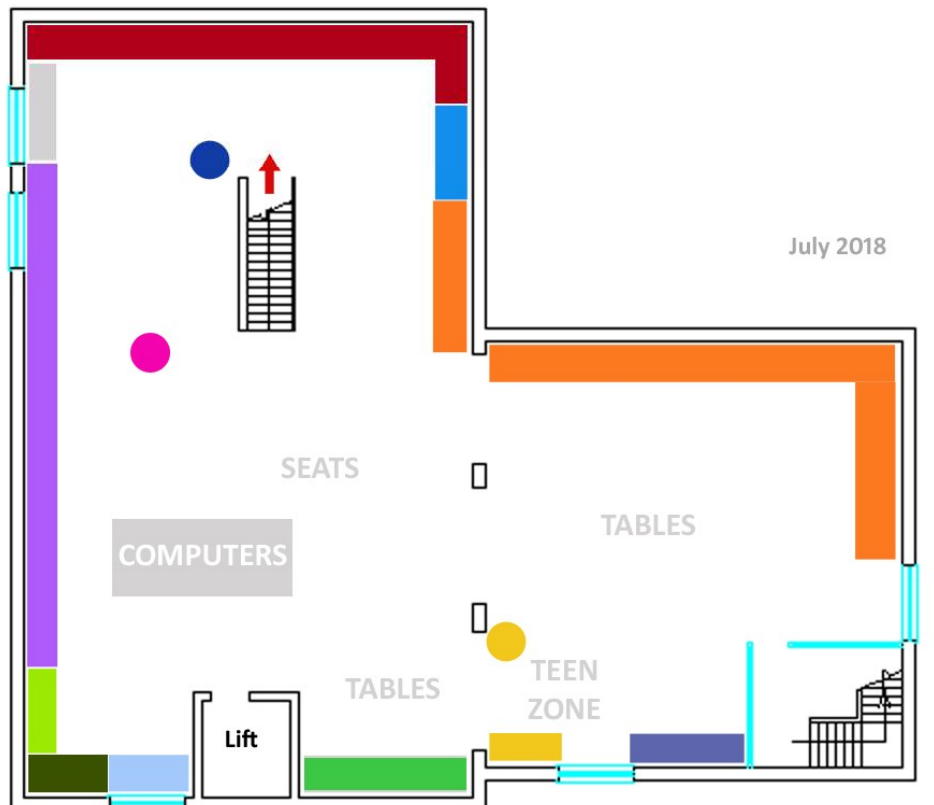 July 2018
SEATS
TABLES
COMPUTERS
TEEN
ZONE
TABLES
Lift